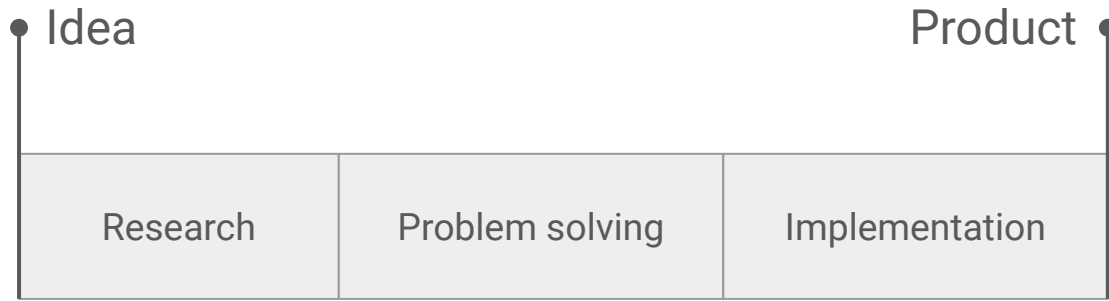 Idea
Product
Research
Problem solving
Implementation